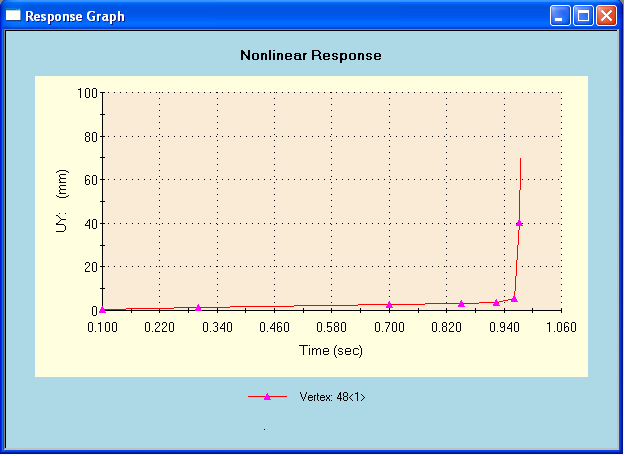 Response Graph
Nonlinear Response
100
80
60
40
20
0
UY: (mm)
0.100 0.220 0.340 0.460 0.580 0.700 0.820 0.940 1.060
Time (sec)
Vertex: 48<1>